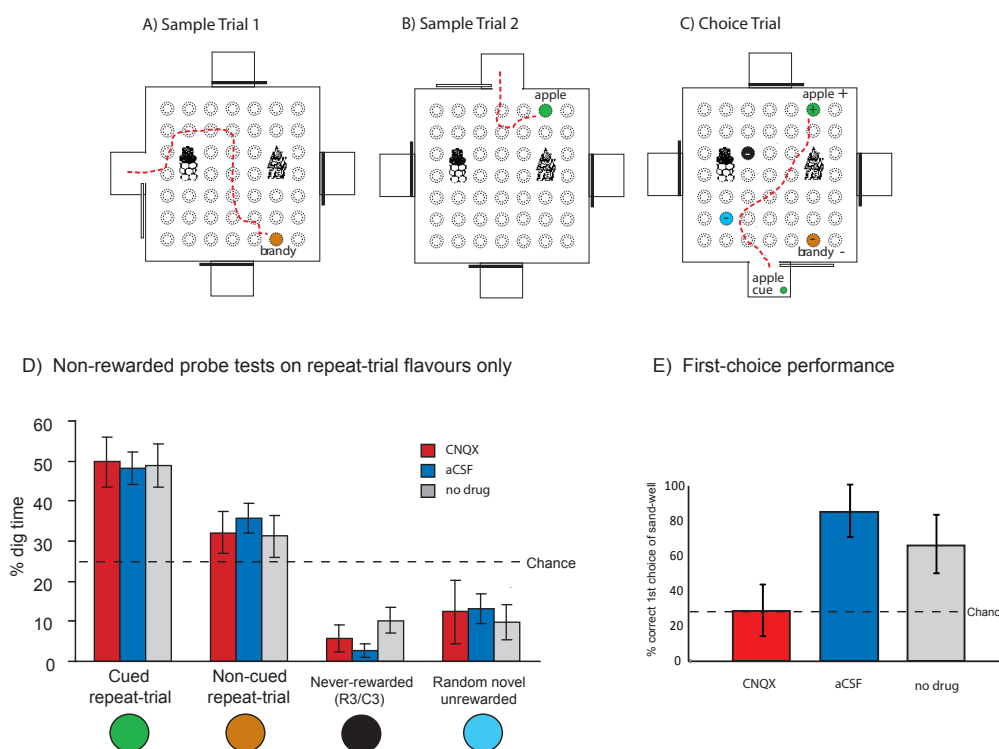 A) Sample Trial 1
B) Sample Trial 2
C) Choice Trial
brandy
apple
apple +
+
-
-
-
brandy -
apple
cue
D) Non-rewarded probe tests on repeat-trial flavours only
E) First-choice performance
% dig time
60
50
40
30
20
10
0
CNQX
aCSF
no drug
Chance
Cued
repeat-trial
Non-cued
repeat-trial
Never-rewarded
(R3/C3)
Random novel
unrewarded
% correct 1st choice of sand-well
100
80
60
40
20
0
Chanc
CNQX
aCSF
no drug